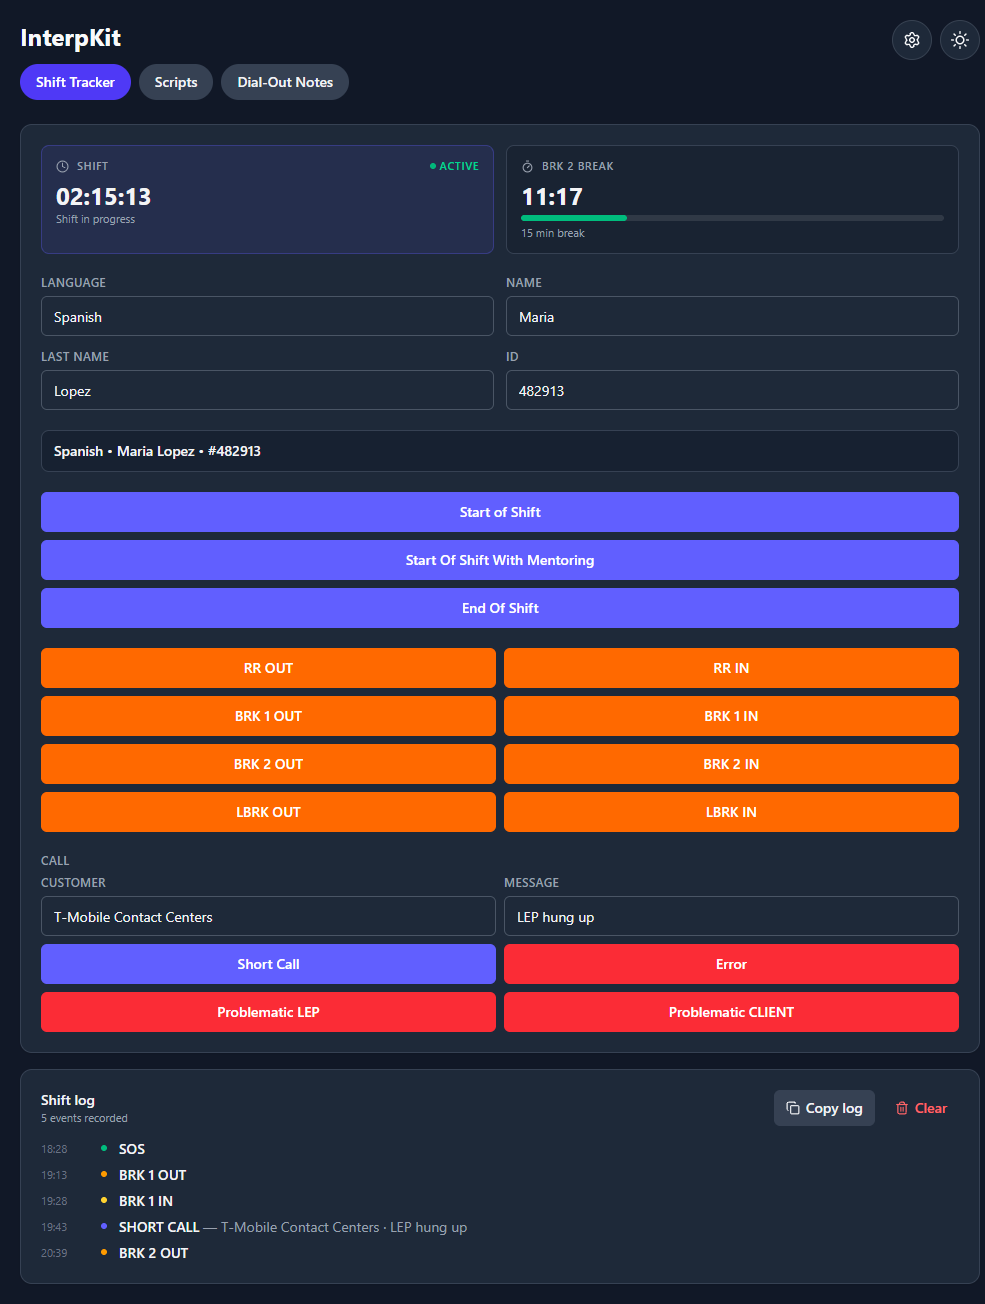 InterpKit
Shift Tracker
Scripts
Dial-Out Notes
SHIFT
ACTIVE
02:15:13
Shift in progress
BRK 2 BREAK
11:17
15 min break
LANGUAGE
NAME
Spanish
Maria
LAST NAME
ID
Lopez
482913
Spanish • Maria Lopez • #482913
Start of Shift
Start Of Shift With Mentoring
End Of Shift
RR OUT
RR IN
BRK 1 OUT
BRK 1 IN
BRK 2 OUT
BRK 2 IN
LBRK OUT
LBRK IN
CALL
CUSTOMER
MESSAGE
T-Mobile Contact Centers
LEP hung up
Short Call
Error
Problematic LEP
Problematic CLIENT
Shift log
5 events recorded
Copy log
Clear
18:28 SOS
19:13 BRK 1 OUT
19:28 BRK 1 IN
19:43 SHORT CALL — T-Mobile Contact Centers · LEP hung up
20:39 BRK 2 OUT